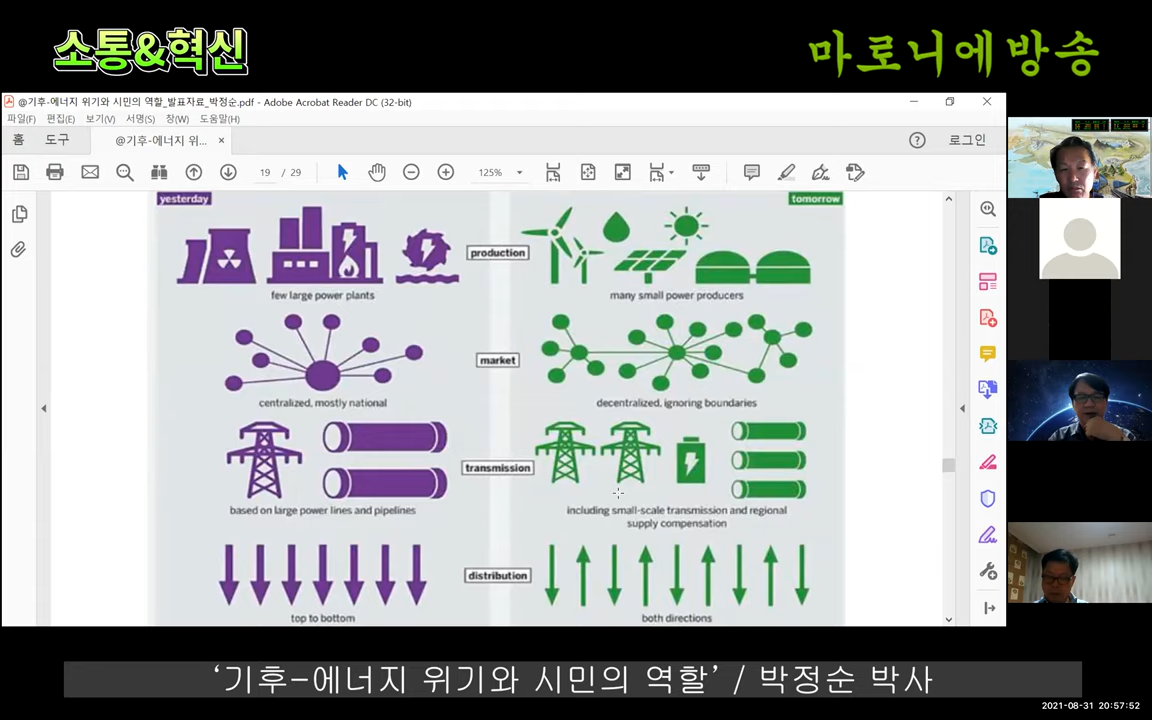 소통&혁신
마로니에방송
@기후-에너지 위기와 시민의 역할_발표자료_박정순.pdf - Adobe Acrobat Reader DC (32-bit)
파일(F) 편집(E) 보기(V) 서명(S) 창(W) 도움말(H)
홈 도구 @기후-에너지 위... × 로그인
19 / 29 125%
yesterday tomorrow
production
few large power plants many small power producers
market
centralized, mostly national decentralized, ignoring boundaries
transmission
based on large power lines and pipelines including small-scale transmission and regional
supply compensation
distribution
top to bottom both directions
‘기후-에너지 위기와 시민의 역할’ / 박정순 박사
2021-08-31 20:57:52